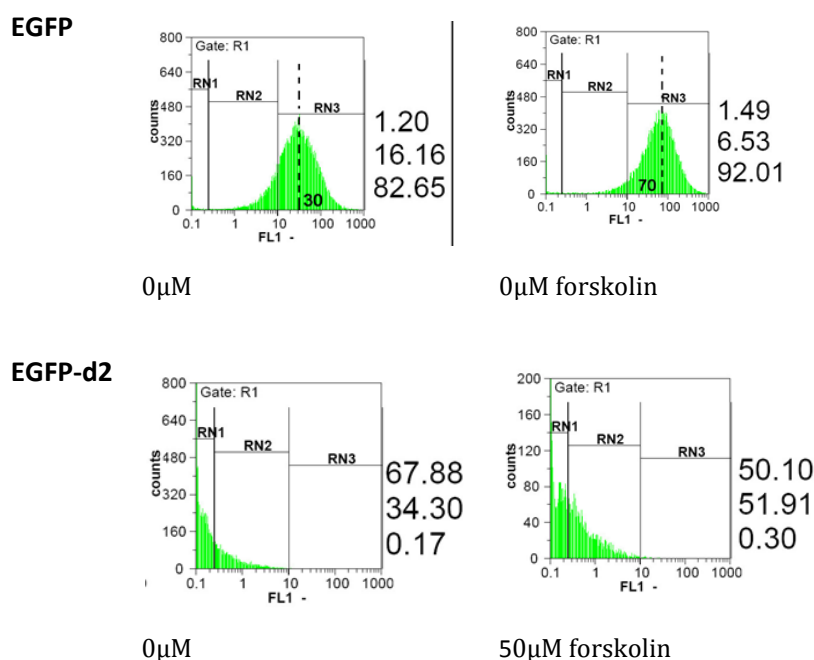 EGFP
800
640
480
320
160
0
counts
Gate: R1
RN1
RN2
RN3
30
0.1 1 10 100 1000
FL1 -
1.20
16.16
82.65
0μM
800
640
480
320
160
0
counts
Gate: R1
RN1
RN2
RN3
70
0.1 1 10 100 1000
FL1 -
1.49
6.53
92.01
0μM forskolin
EGFP-d2
800
640
480
320
160
0
counts
Gate: R1
RN1
RN2
RN3
0.1 1 10 100 1000
FL1 -
67.88
34.30
0.17
0μM
200
160
120
80
40
0
counts
Gate: R1
RN1
RN2
RN3
0.1 1 10 100 1000
FL1 -
50.10
51.91
0.30
50μM forskolin